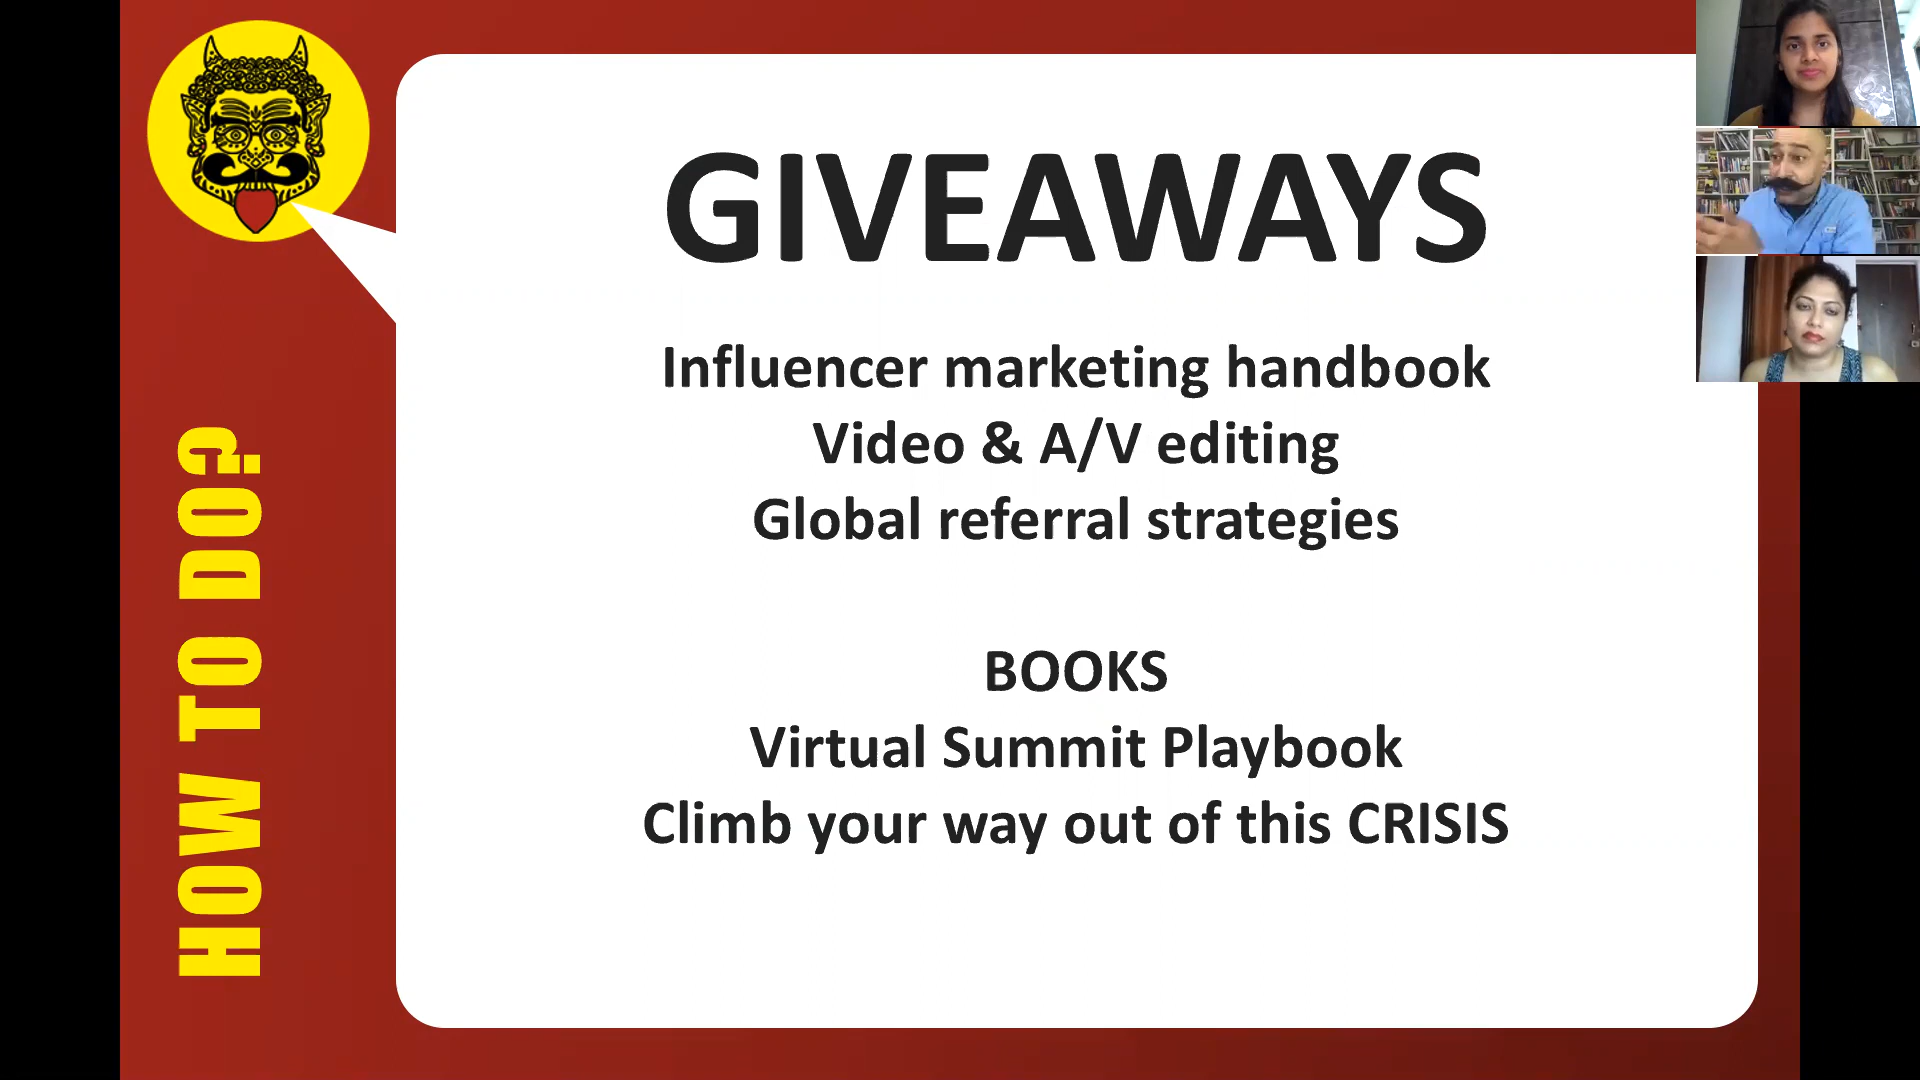 GIVEAWAYS
Influencer marketing handbook
Video & A/V editing
Global referral strategies
BOOKS
Virtual Summit Playbook
Climb your way out of this CRISIS
HOW TO DO?